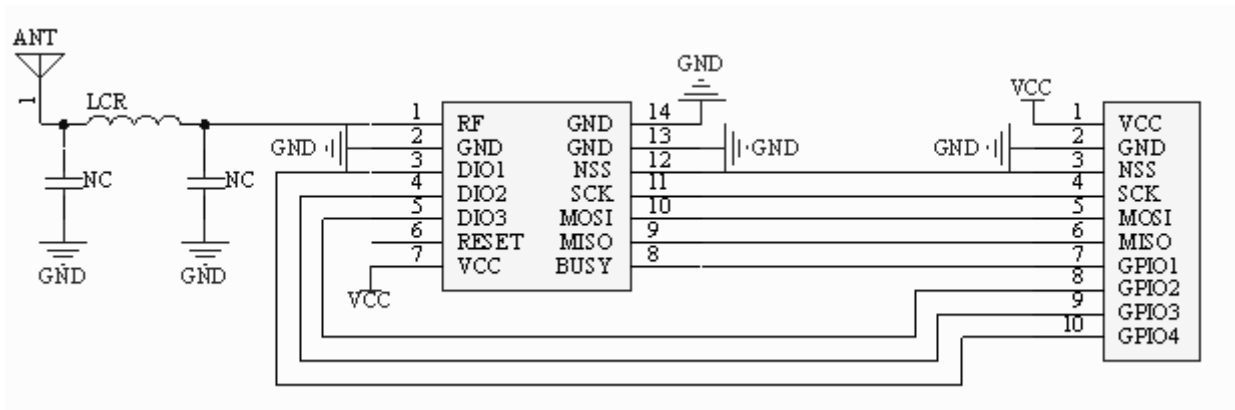 ANT
1
LCR
NC
NC
GND
GND
GND
1 RF
2 GND
3 DIO1
4 DIO2
5 DIO3
6 RESET
7 VCC
VCC
GND
14 GND
13 GND
12 NSS
11 SCK
10 MOSI
9 MISO
8 BUSY
GND
VCC
GND
1 VCC
2 GND
3 NSS
4 SCK
5 MOSI
6 MISO
7 GPIO1
8 GPIO2
9 GPIO3
10 GPIO4